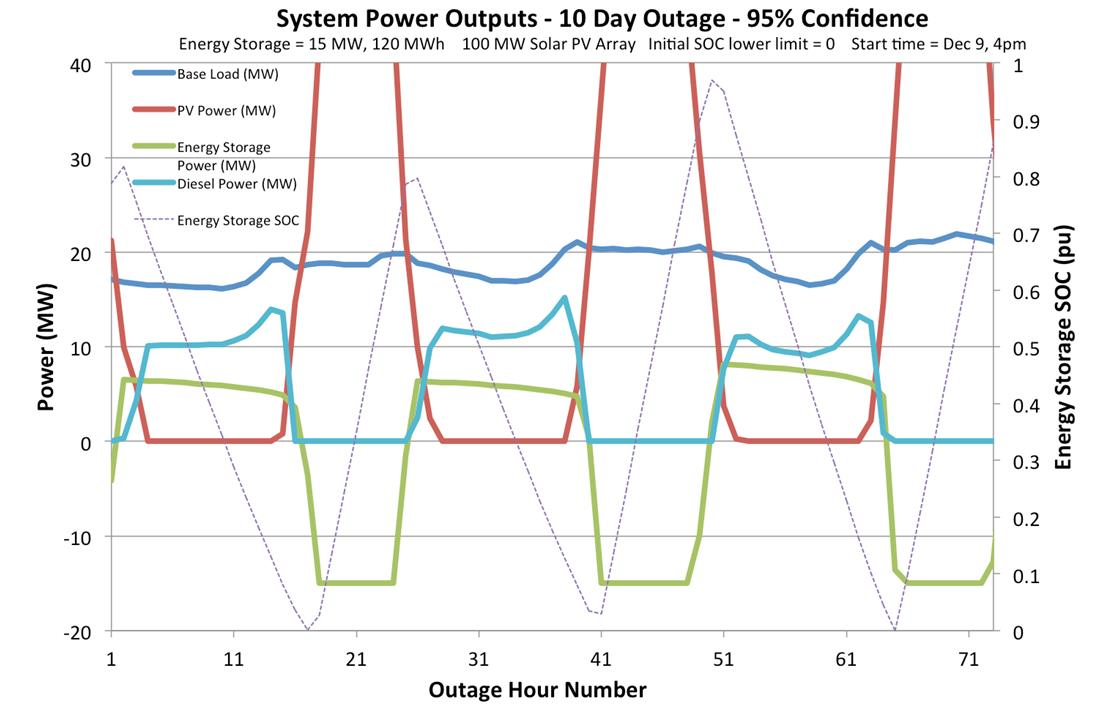 System Power Outputs - 10 Day Outage - 95% Confidence
Energy Storage = 15 MW, 120 MWh 100 MW Solar PV Array Initial SOC lower limit = 0 Start time = Dec 9, 4pm
Base Load (MW)
PV Power (MW)
Energy Storage
Power (MW)
Diesel Power (MW)
Energy Storage SOC
Power (MW)
40
30
20
10
0
-10
-20
1
0.9
0.8
0.7
0.6
0.5
0.4
0.3
0.2
0.1
0
Energy Storage SOC (pu)
1 11 21 31 41 51 61 71
Outage Hour Number